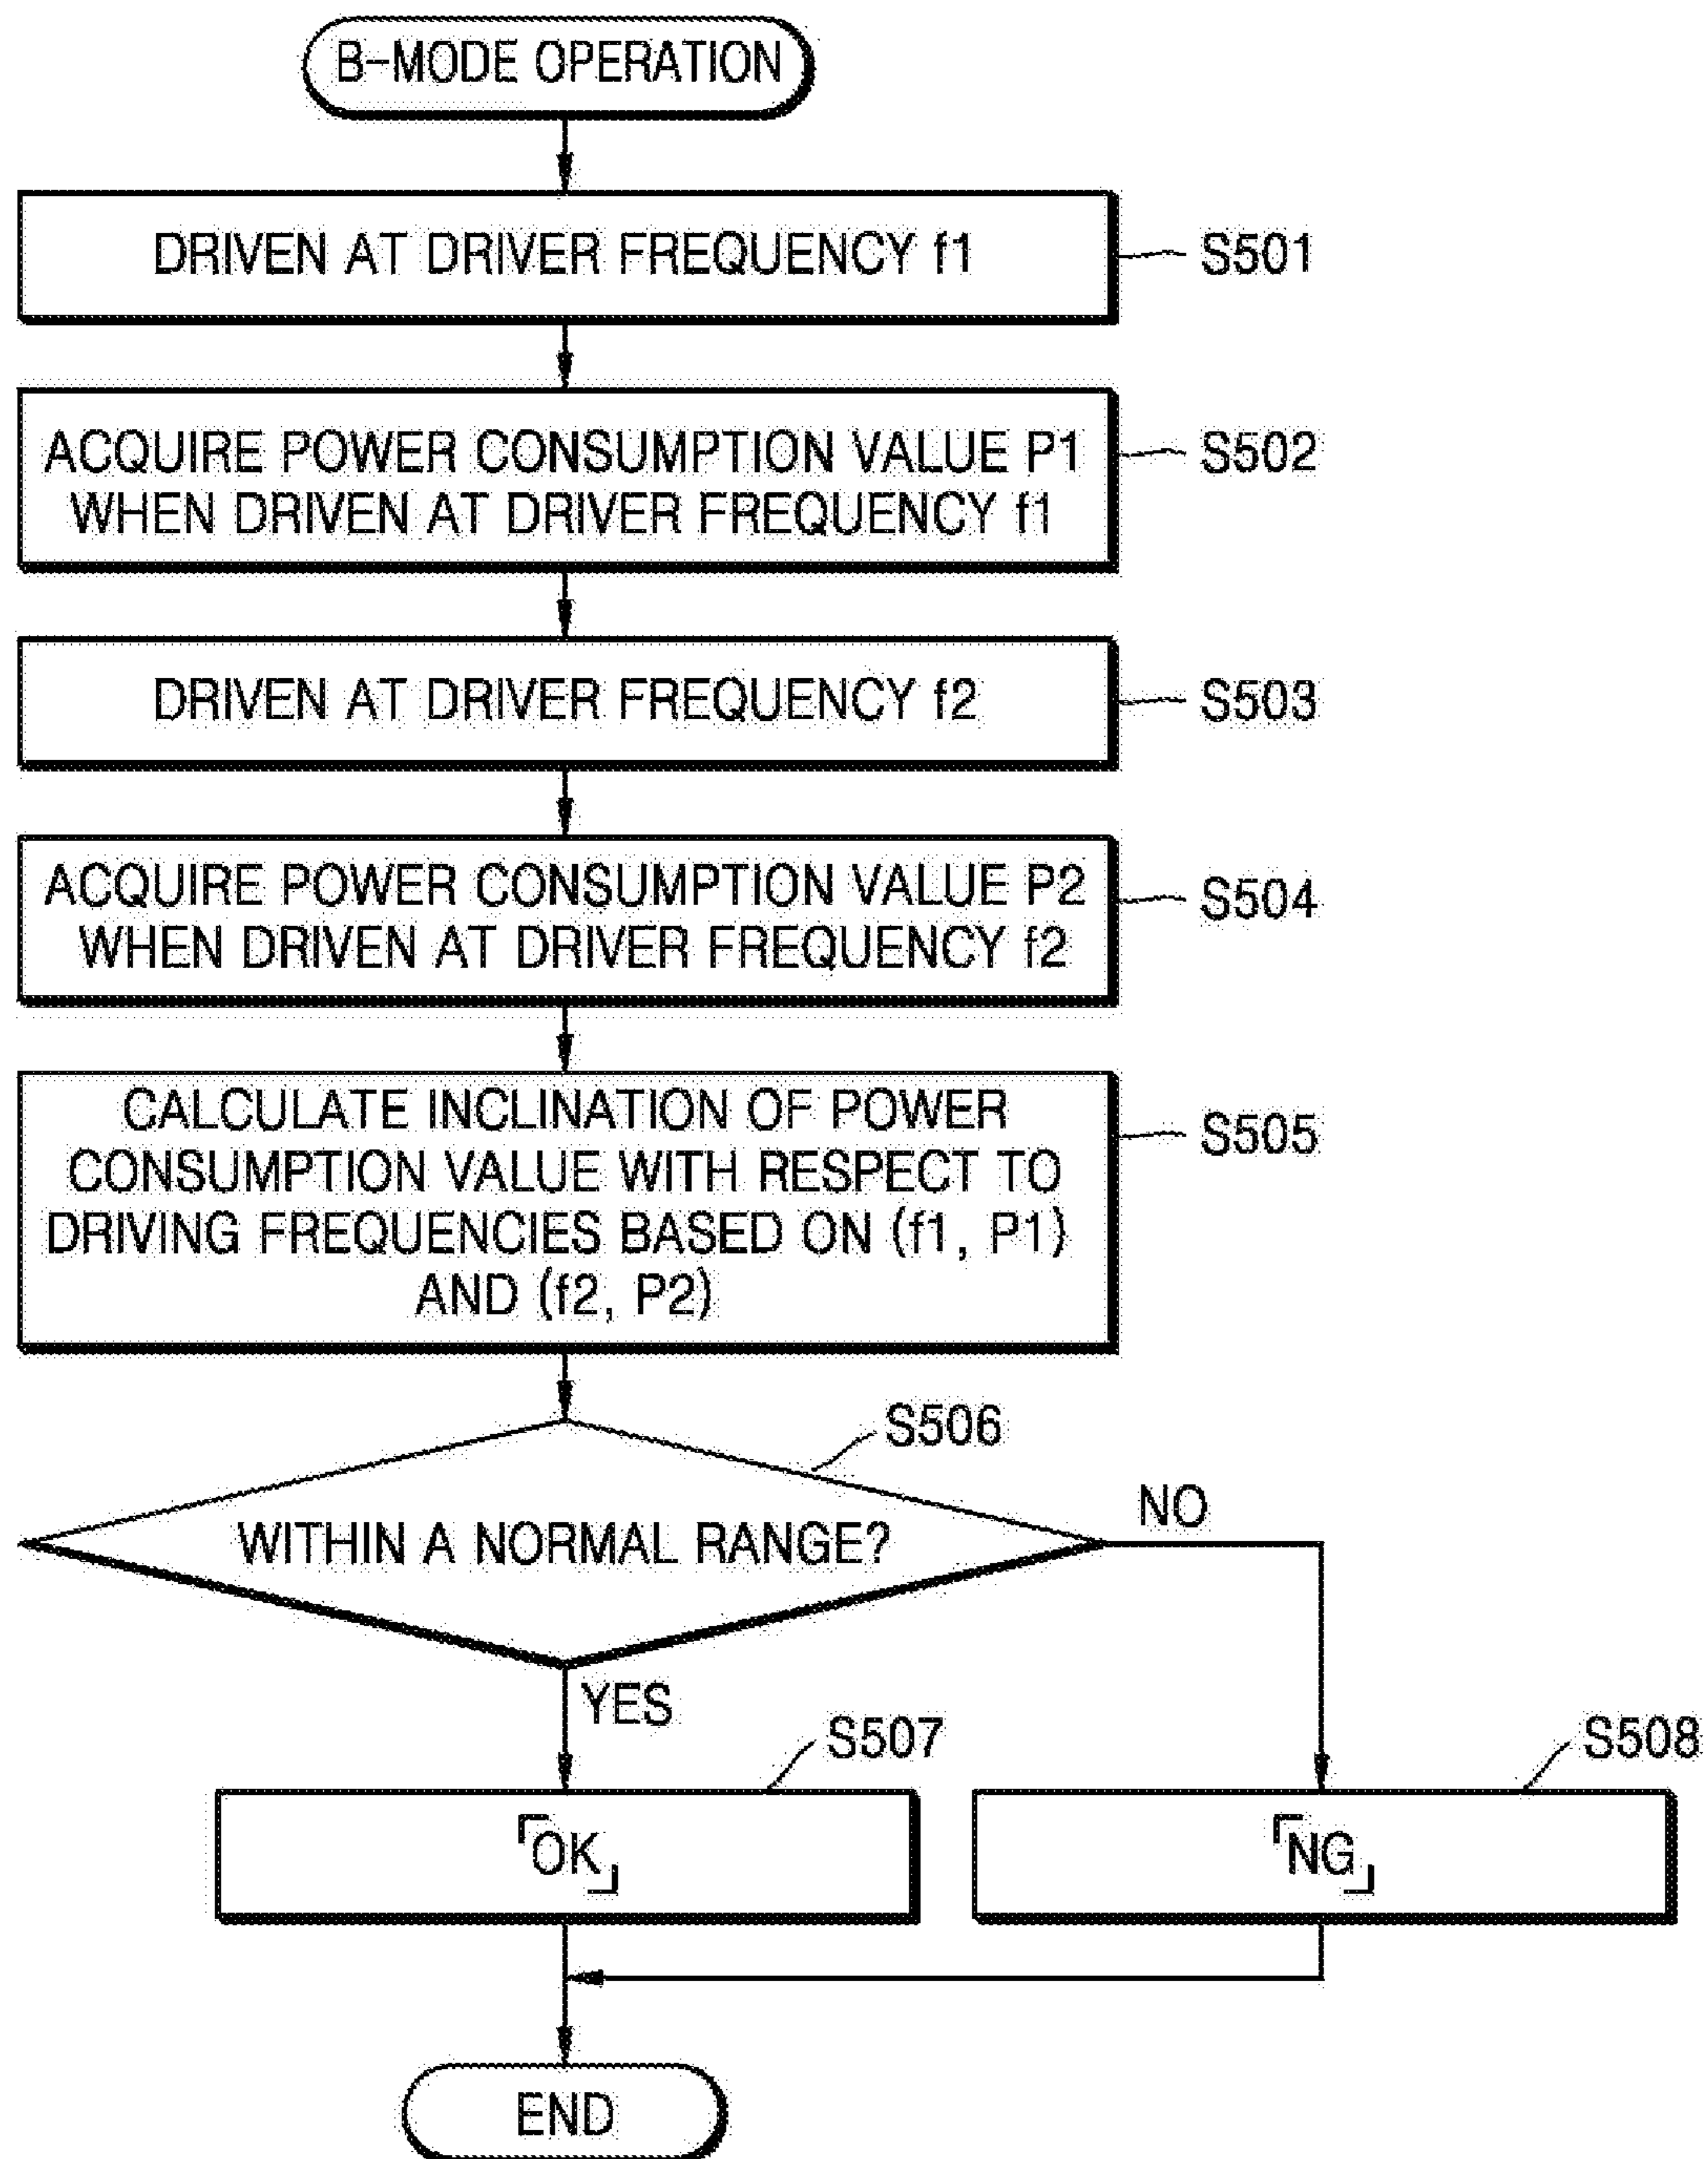 B-MODE OPERATION
DRIVEN AT DRIVER FREQUENCY f1
S501
ACQUIRE POWER CONSUMPTION VALUE P1
WHEN DRIVEN AT DRIVER FREQUENCY f1
S502
DRIVEN AT DRIVER FREQUENCY f2
S503
ACQUIRE POWER CONSUMPTION VALUE P2
WHEN DRIVEN AT DRIVER FREQUENCY f2
S504
CALCULATE INCLINATION OF POWER
CONSUMPTION VALUE WITH RESPECT TO
DRIVING FREQUENCIES BASED ON (f1, P1)
AND (f2, P2)
S505
S506
WITHIN A NORMAL RANGE?
NO
YES
S507
「OK」
S508
「NG」
END